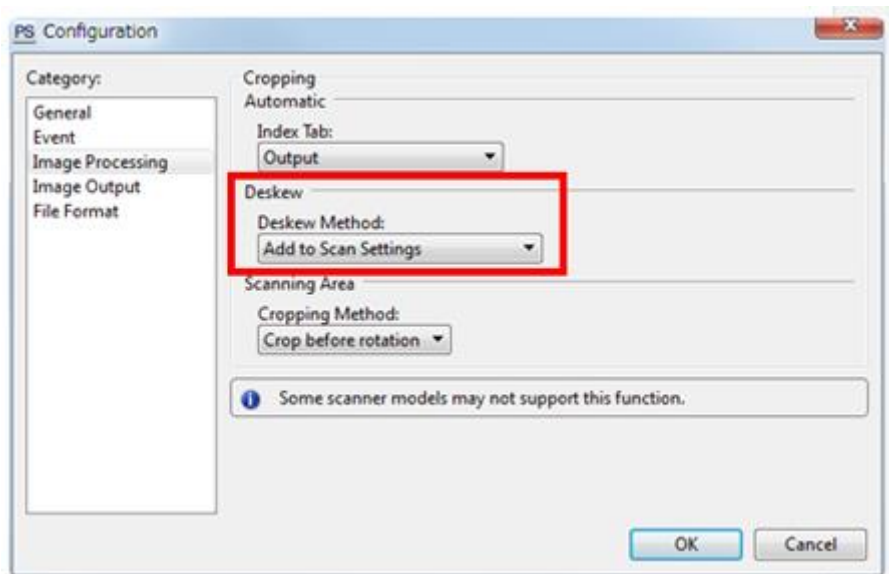 PS Configuration
Category:
General
Event
Image Processing
Image Output
File Format
Cropping
Automatic
Index Tab:
Output
Deskew
Deskew Method:
Add to Scan Settings
Scanning Area
Cropping Method:
Crop before rotation
Some scanner models may not support this function.
OK
Cancel